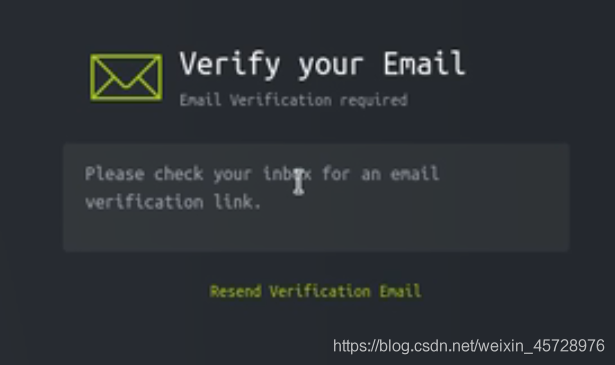 Verify your Email
Email Verification required
Please check your inbox for an email
verification link.
Resend Verification Email
https://blog.csdn.net/weixin_45728976